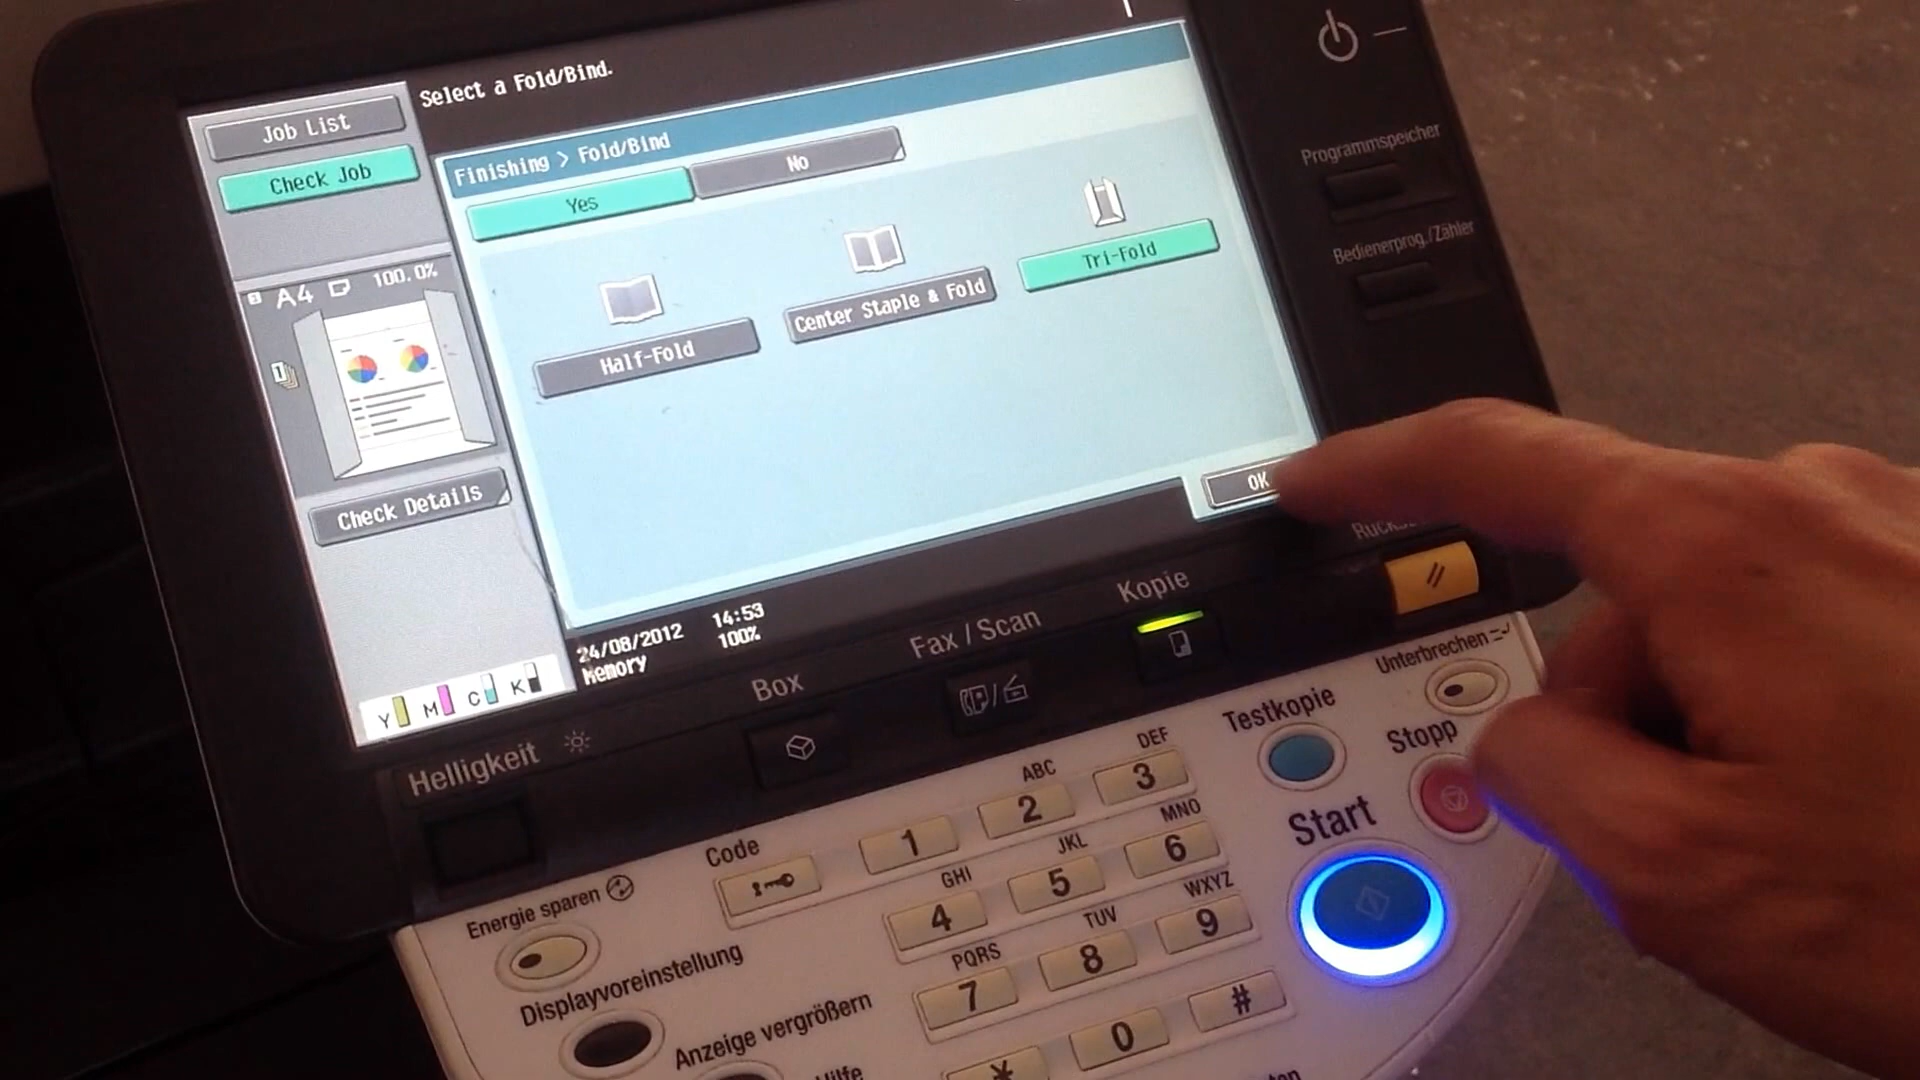 Select a Fold/Bind.
Job List
Check Job
Finishing > Fold/Bind
Yes
No
A4 100.0%
1
Half-Fold
Center Staple & Fold
Tri-Fold
Check Details
OK
24/08/2012 14:53
Memory 100%
Y M C K
Programmspeicher
Bedienerprog./Zähler
Helligkeit
Box
Fax / Scan
Kopie
Unterbrechen
Testkopie
Stopp
Start
Code
Energie sparen
Displayvoreinstellung
Anzeige vergrößern
1
ABC
2
DEF
3
GHI
4
JKL
5
MNO
6
PQRS
7
TUV
8
WXYZ
9
0
#